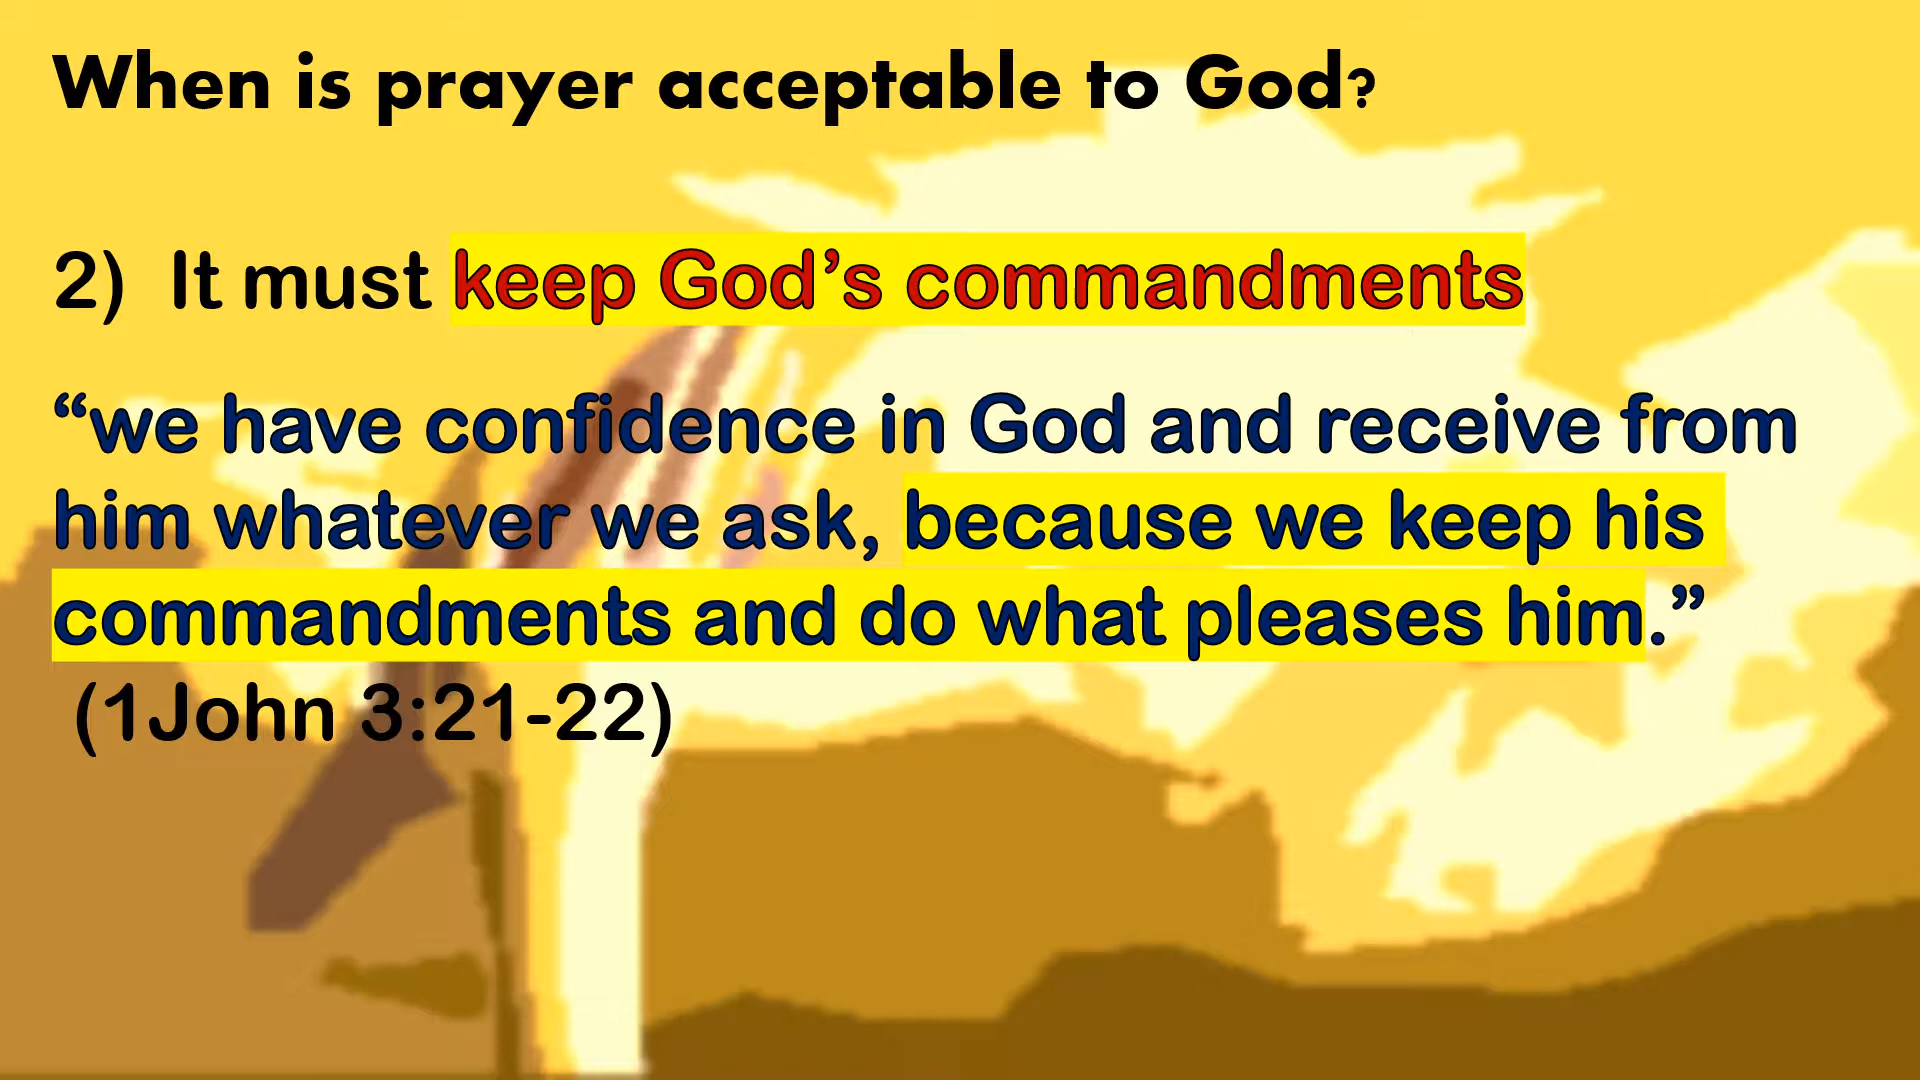 When is prayer acceptable to God?
2) It must keep God’s commandments
“we have confidence in God and receive from
him whatever we ask, because we keep his
commandments and do what pleases him.”
(1John 3:21-22)